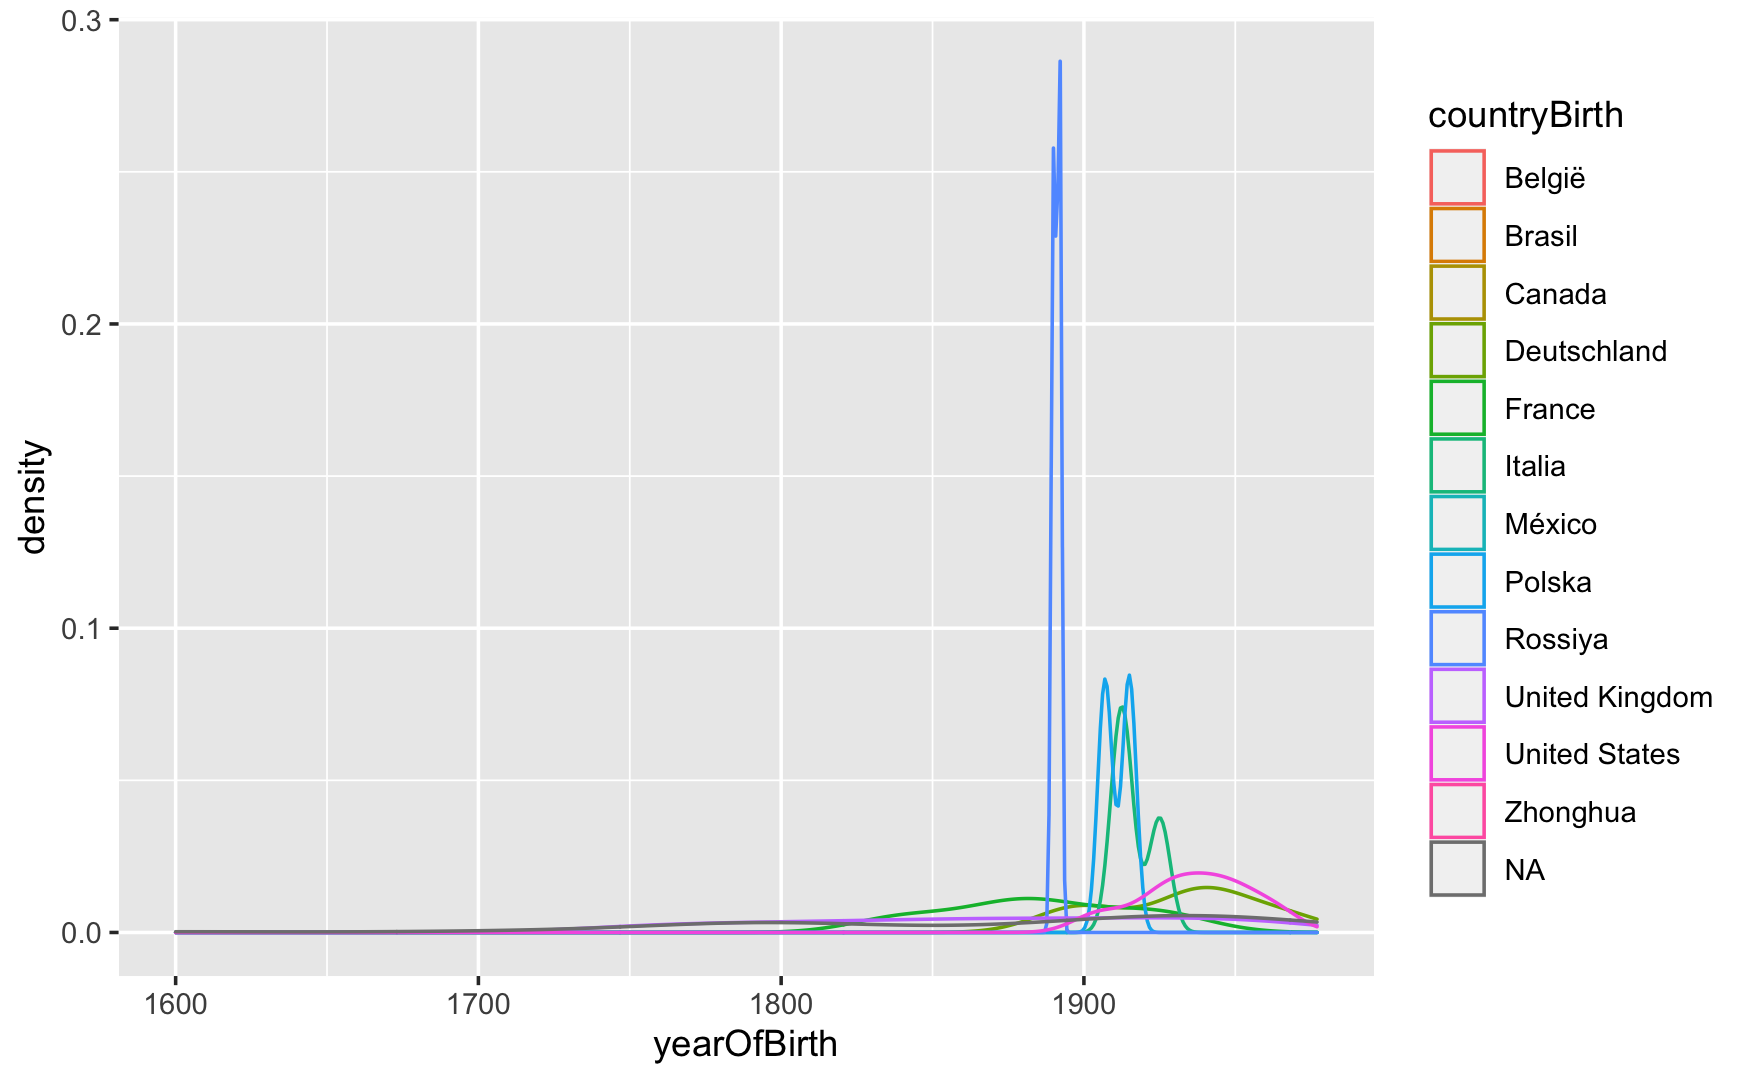 0.3
0.2
0.1
0.0
density
1600 1700 1800 1900
yearOfBirth
countryBirth
België
Brasil
Canada
Deutschland
France
Italia
México
Polska
Rossiya
United Kingdom
United States
Zhonghua
NA